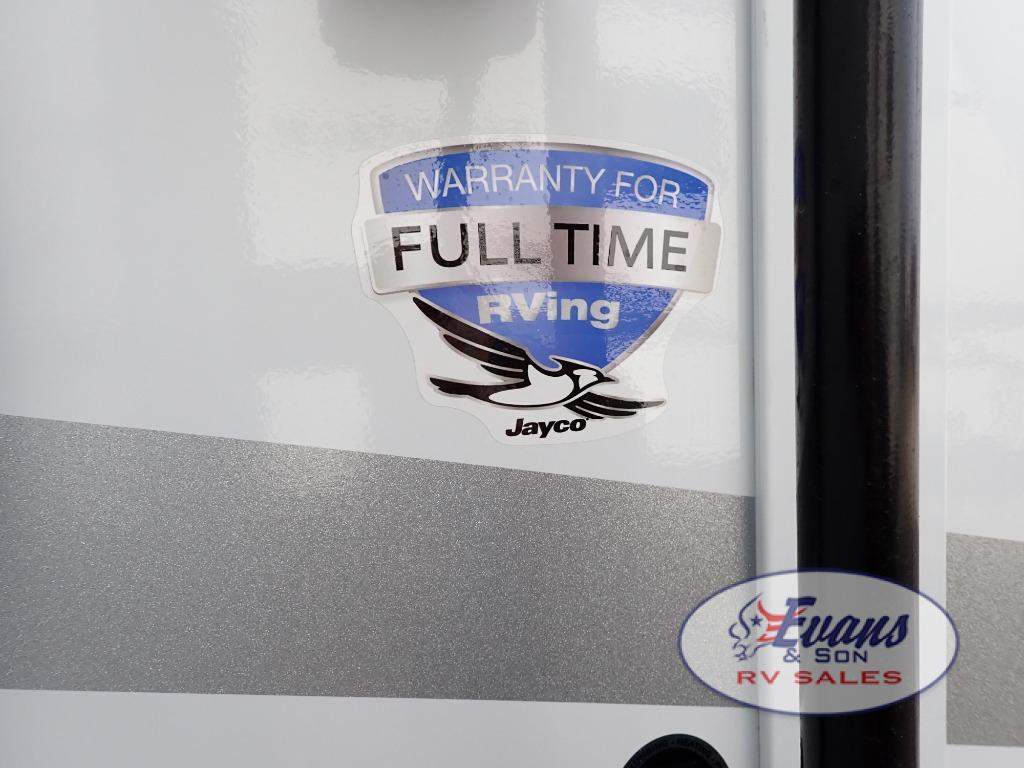 WARRANTY FOR
FULL TIME
RVing
Jayco
Evans
& SON
RV SALES